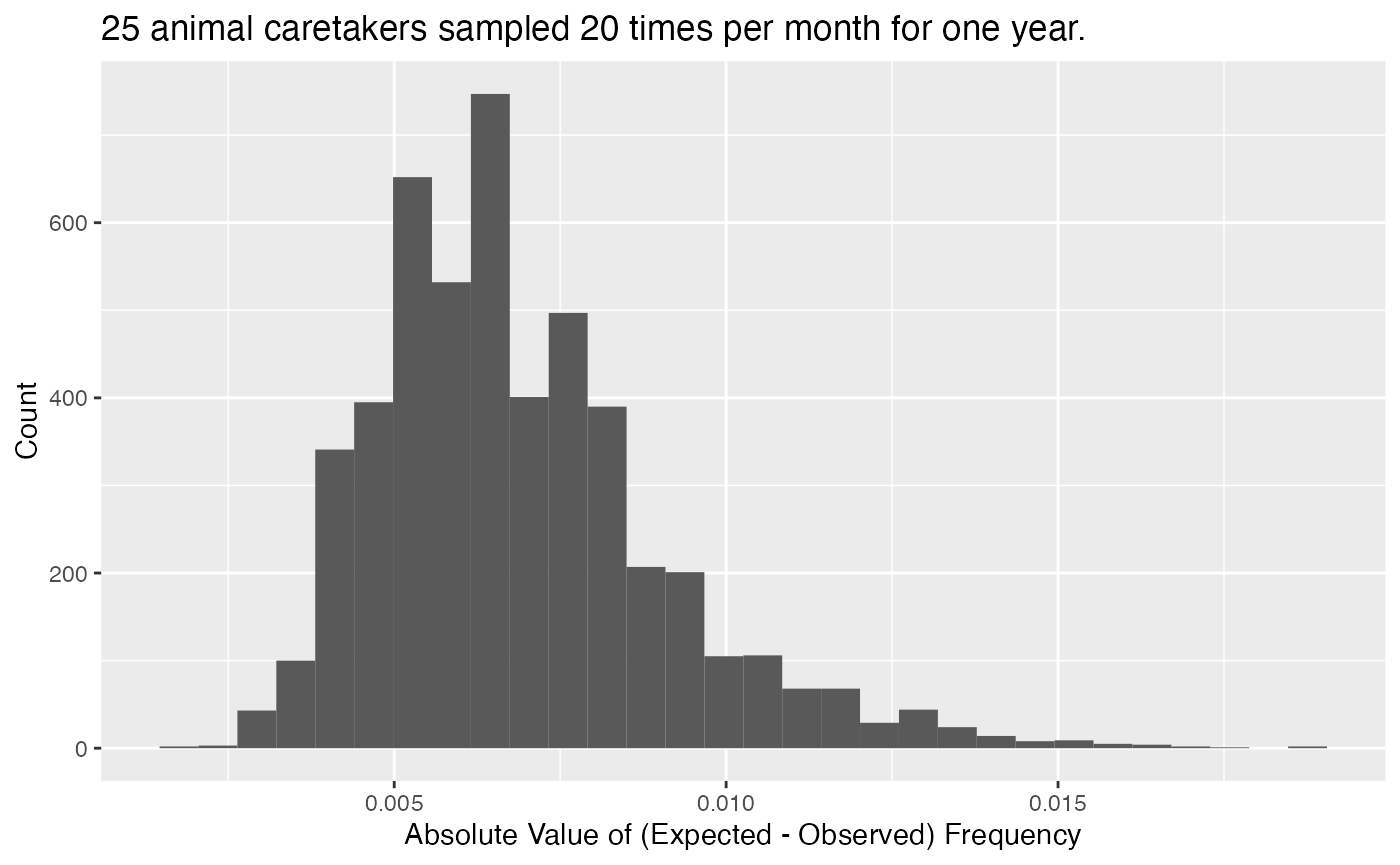 25 animal caretakers sampled 20 times per month for one year.
600
400
200
0
Count
0.005 0.010 0.015
Absolute Value of (Expected - Observed) Frequency